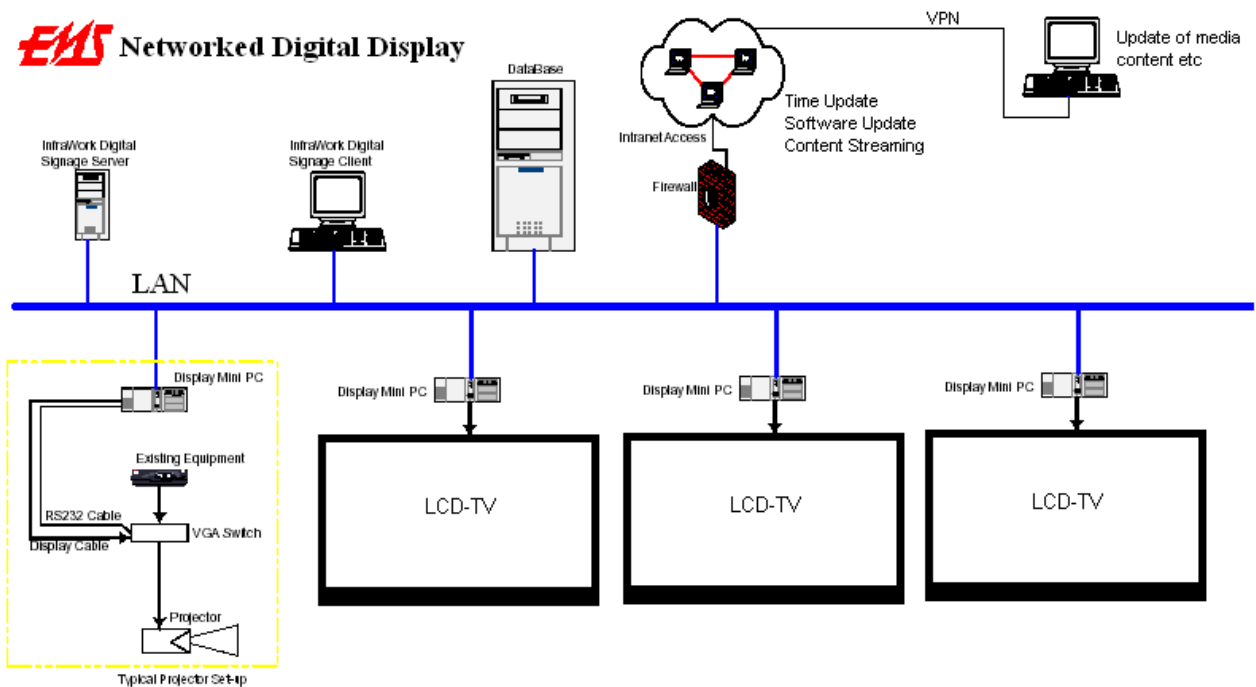 EMS Networked Digital Display
VPN
Update of media
content etc
DataBase
Time Update
Software Update
Content Streaming
Intranet Access
InfraWork Digital
Signage Server
InfraWork Digital
Signage Client
Firewall
LAN
Display Mini PC
Display Mini PC
Display Mini PC
Display Mini PC
Existing Equipment
RS232 Cable
VGA Switch
Display Cable
LCD-TV
LCD-TV
LCD-TV
Projector
Typical Projector Set-up